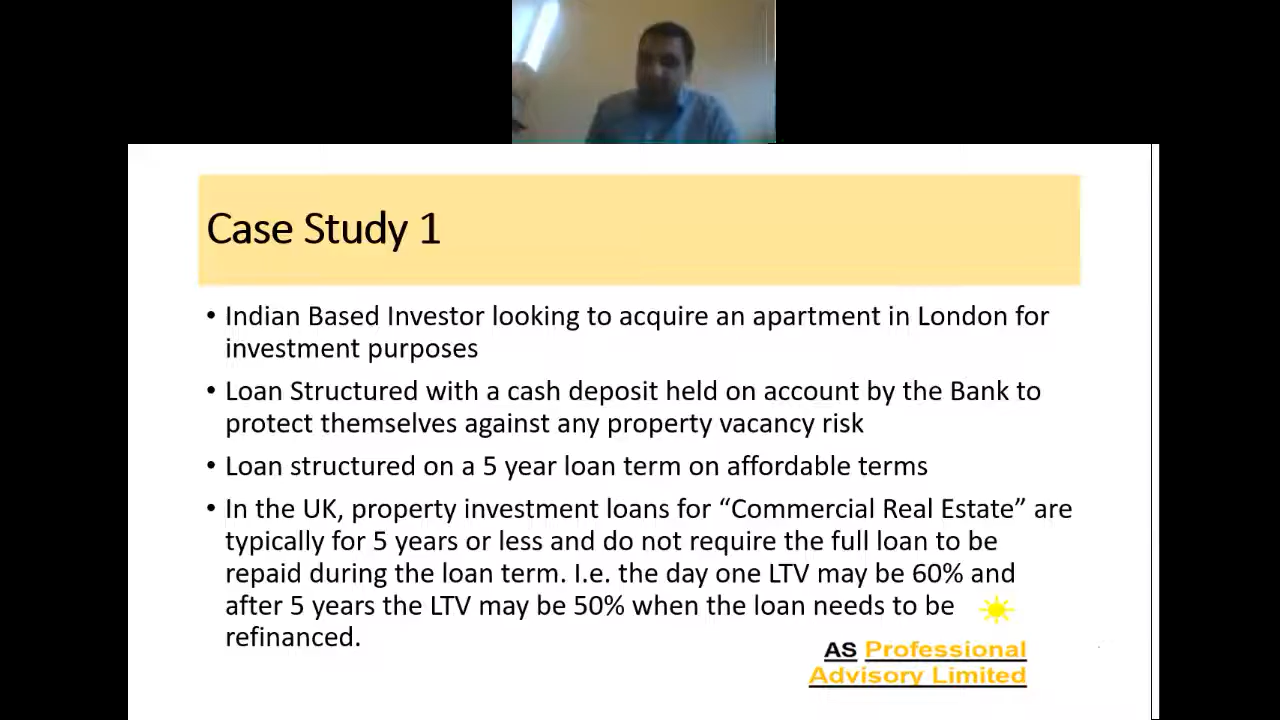 Case Study 1
• Indian Based Investor looking to acquire an apartment in London for
investment purposes
• Loan Structured with a cash deposit held on account by the Bank to
protect themselves against any property vacancy risk
• Loan structured on a 5 year loan term on affordable terms
• In the UK, property investment loans for “Commercial Real Estate” are
typically for 5 years or less and do not require the full loan to be
repaid during the loan term. I.e. the day one LTV may be 60% and
after 5 years the LTV may be 50% when the loan needs to be
refinanced.
AS Professional
Advisory Limited